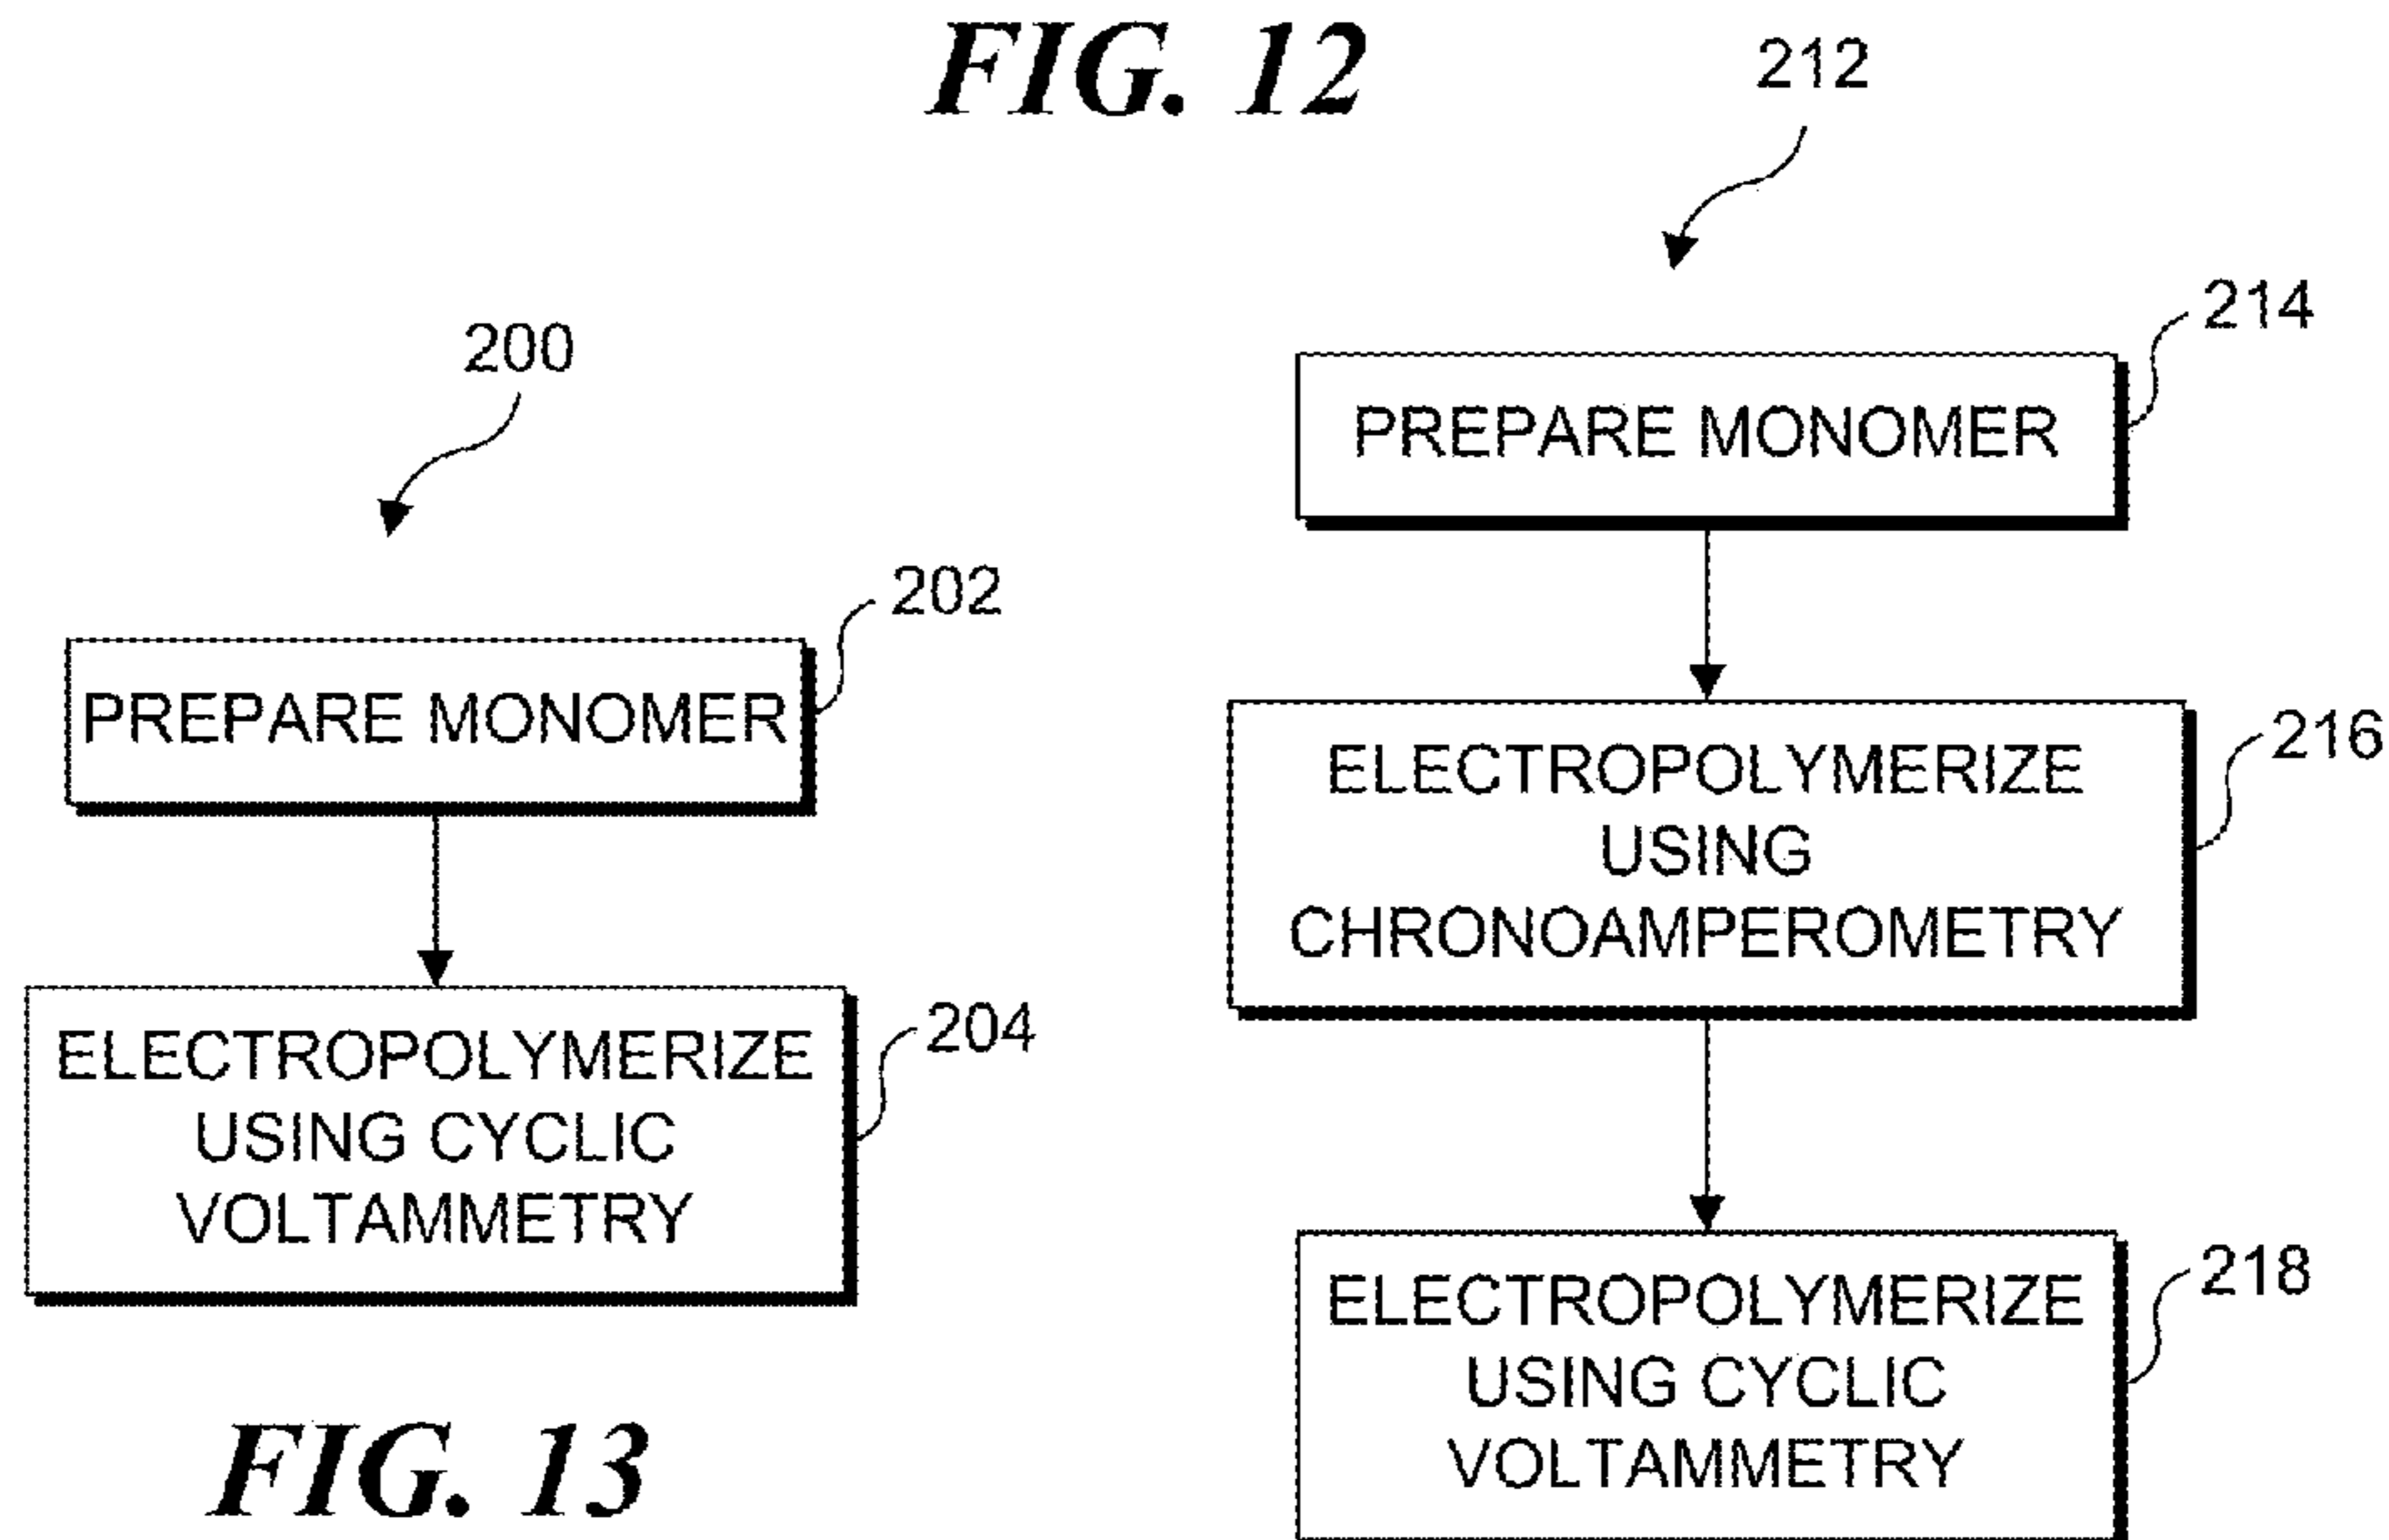 FIG. 12
200
202
PREPARE MONOMER
204
ELECTROPOLYMERIZE
USING CYCLIC
VOLTAMMETRY
FIG. 13
212
214
PREPARE MONOMER
216
ELECTROPOLYMERIZE
USING
CHRONOAMPEROMETRY
218
ELECTROPOLYMERIZE
USING CYCLIC
VOLTAMMETRY